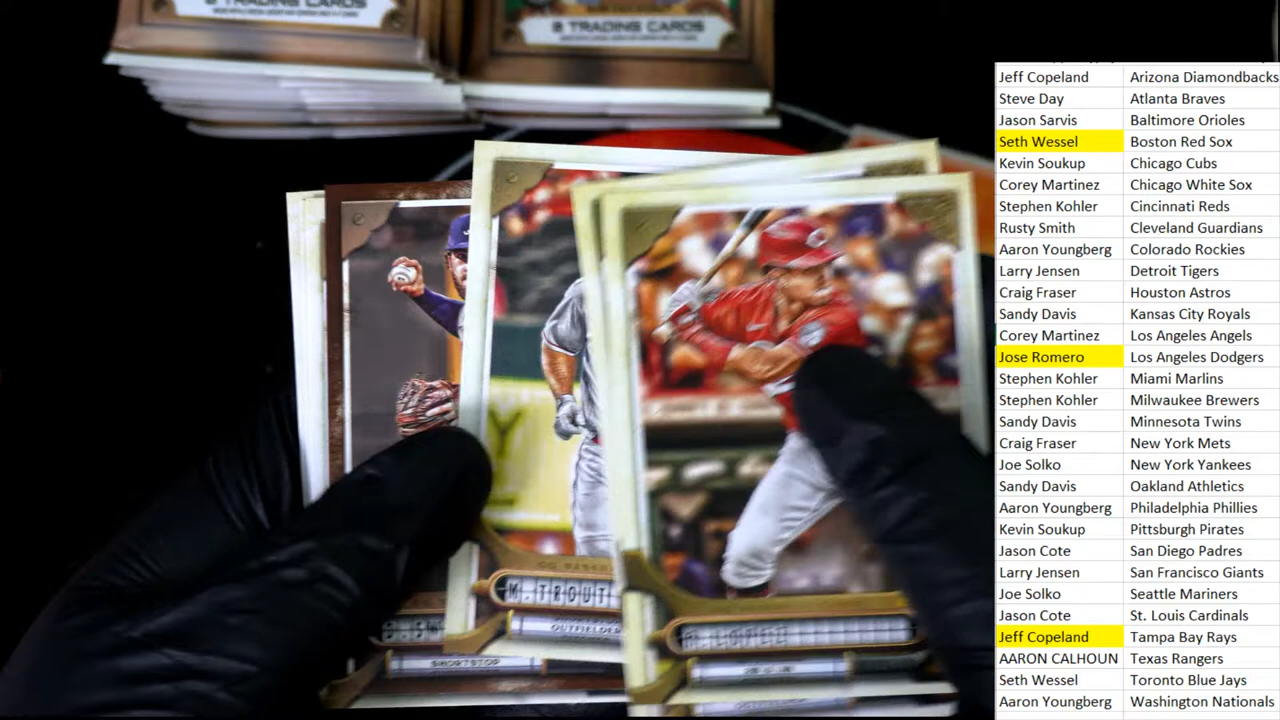 8 TRADING CARDS
8 TRADING CARDS
Jeff Copeland Arizona Diamondbacks
Steve Day Atlanta Braves
Jason Sarvis Baltimore Orioles
Seth Wessel Boston Red Sox
Kevin Soukup Chicago Cubs
Corey Martinez Chicago White Sox
Stephen Kohler Cincinnati Reds
Rusty Smith Cleveland Guardians
Aaron Youngberg Colorado Rockies
Larry Jensen Detroit Tigers
Craig Fraser Houston Astros
Sandy Davis Kansas City Royals
Corey Martinez Los Angeles Angels
Jose Romero Los Angeles Dodgers
Stephen Kohler Miami Marlins
Stephen Kohler Milwaukee Brewers
Sandy Davis Minnesota Twins
Craig Fraser New York Mets
Joe Solko New York Yankees
Sandy Davis Oakland Athletics
Aaron Youngberg Philadelphia Phillies
Kevin Soukup Pittsburgh Pirates
Jason Cote San Diego Padres
Larry Jensen San Francisco Giants
Joe Solko Seattle Mariners
Jason Cote St. Louis Cardinals
Jeff Copeland Tampa Bay Rays
AARON CALHOUN Texas Rangers
Seth Wessel Toronto Blue Jays
Aaron Youngberg Washington Nationals
M. TROUT
OUTFIELDER
LOPEZ
SHORTSTOP